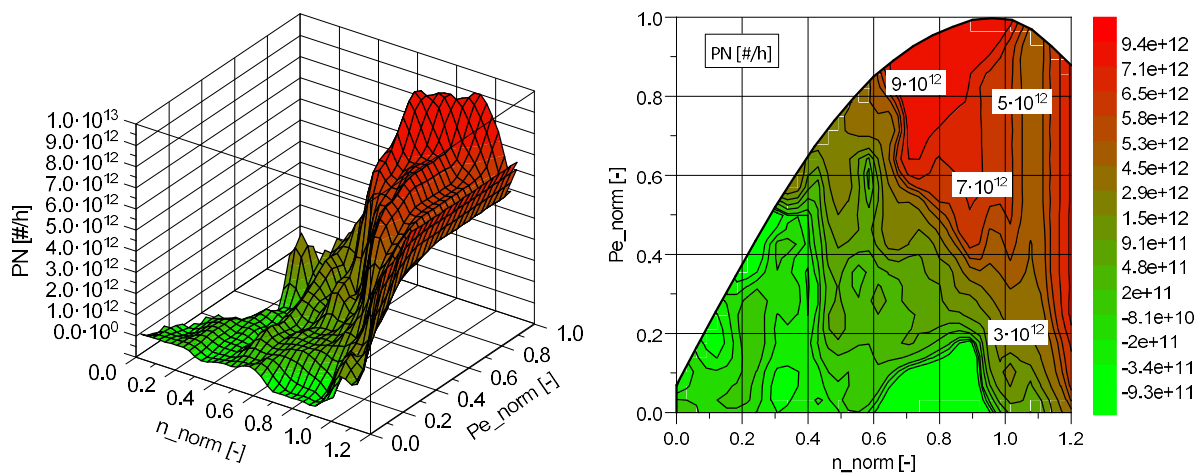 1.0·10¹³
9.0·10¹²
8.0·10¹²
7.0·10¹²
6.0·10¹²
5.0·10¹²
4.0·10¹²
3.0·10¹²
2.0·10¹²
1.0·10¹²
0.0·10⁰
PN [#/h]
0.0
0.2
0.4
0.6
0.8
1.0
1.2
n_norm [-]
0.0
0.2
0.4
0.6
0.8
1.0
Pe_norm [-]
1.0
0.8
0.6
0.4
0.2
0.0
Pe_norm [-]
PN [#/h]
9·10¹²
5·10¹²
7·10¹²
3·10¹²
0.0 0.2 0.4 0.6 0.8 1.0 1.2
n_norm [-]
9.4e+12
7.1e+12
6.5e+12
5.8e+12
5.3e+12
4.5e+12
2.9e+12
1.5e+12
9.1e+11
4.8e+11
2e+11
-8.1e+10
-2e+11
-3.4e+11
-9.3e+11